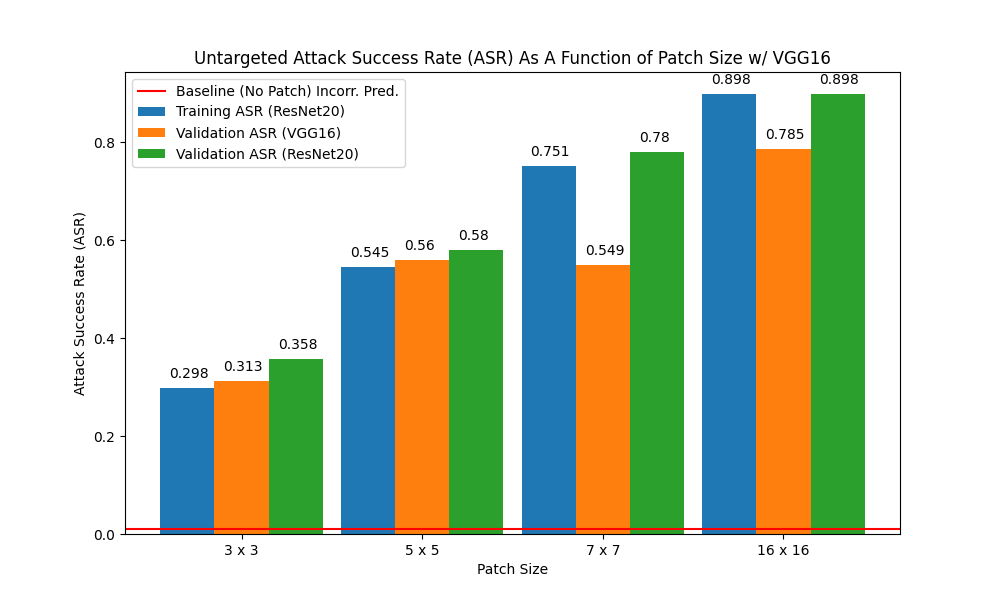 Untargeted Attack Success Rate (ASR) As A Function of Patch Size w/ VGG16
Baseline (No Patch) Incorr. Pred.
Training ASR (ResNet20)
Validation ASR (VGG16)
Validation ASR (ResNet20)
Attack Success Rate (ASR)
0.8
0.6
0.4
0.2
0.0
0.298
0.313
0.358
0.545
0.56
0.58
0.751
0.549
0.78
0.898
0.785
0.898
3 x 3
5 x 5
7 x 7
16 x 16
Patch Size